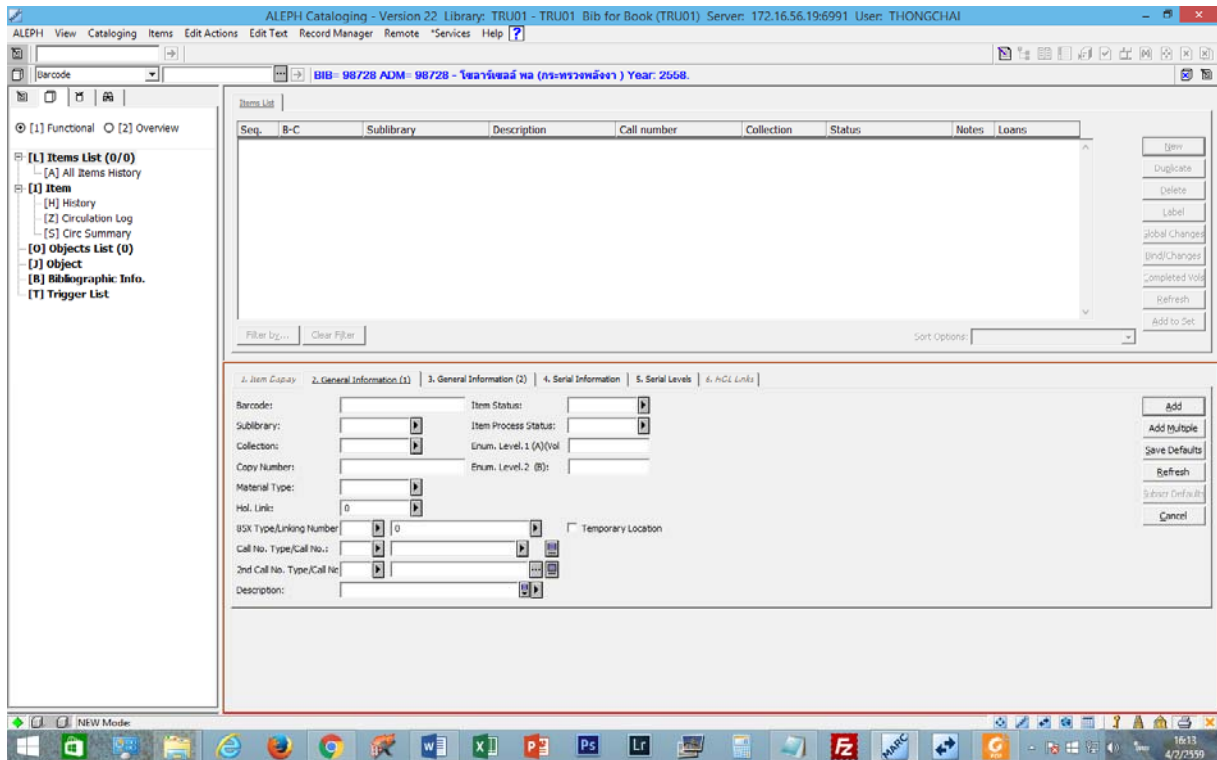 ALEPH Cataloging - Version 22 Library: TRU01 - TRU01 Bib for Book (TRU01) Server: 172.16.56.19:6991 User: THONGCHAI
ALEPH View Cataloging Items Edit Actions Edit Text Record Manager Remote *Services Help ?
Barcode
BIB= 98728 ADM= 98728 - โซลาร์เซลล์ พล (กระทรวงพลังงา ) Year: 2558.
[1] Functional [2] Overview
[L] Items List (0/0)
[A] All Items History
[I] Item
[H] History
[Z] Circulation Log
[S] Circ Summary
[O] Objects List (0)
[J] Object
[B] Bibliographic Info.
[T] Trigger List
Items List
Seq. B-C Sublibrary Description Call number Collection Status Notes Loans
New
Duplicate
Delete
Label
Global Changes
Bind/Changes
Completed Vols
Refresh
Add to Set
Filter by... Clear Filter Sort Options:
2. General Information (1) 3. General Information (2) 4. Serial Information 5. Serial Levels 6. HOL Links
Barcode: Item Status:
Sublibrary: Item Process Status:
Collection: Enum. Level.1 (A)(Vol
Copy Number: Enum. Level.2 (B):
Material Type:
Hol. Link: 0
85X Type/Linking Number 0 Temporary Location
Call No. Type/Call No.:
2nd Call No. Type/Call Nc
Description:
Add
Add Multiple
Save Defaults
Refresh
Subscr Defaults
Cancel
NEW Mode:
Ps Lr MARC
16:13
4/2/2559